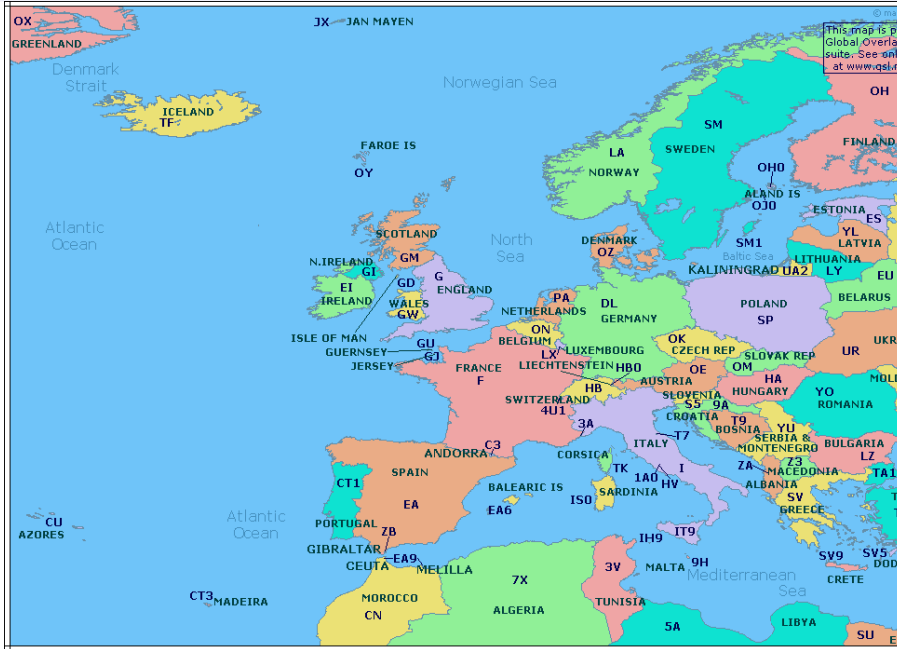 © ma
This map is p
Global Overla
suite. See onl
at www.qsl.n
OX
GREENLAND
JX
JAN MAYEN
Denmark
Strait
Norwegian Sea
ICELAND
TF
OH
FINLAND
SM
SWEDEN
LA
NORWAY
FAROE IS
OY
OH0
ALAND IS
OJ0
ESTONIA
ES
Atlantic
Ocean
SCOTLAND
GM
North
Sea
DENMARK
OZ
SM1
Baltic Sea
YL
LATVIA
LITHUANIA
LY
KALININGRAD
UA2
EU
BELARUS
N.IRELAND
GI
EI
IRELAND
GD
WALES
GW
G
ENGLAND
ISLE OF MAN
PA
NETHERLANDS
DL
GERMANY
POLAND
SP
GU
GUERNSEY
GJ
JERSEY
ON
BELGIUM
LX
LUXEMBOURG
LIECHTENSTEIN
HB0
OK
CZECH REP
SLOVAK REP
OM
UR
UKR
FRANCE
F
SWITZERLAND
4U1
HB
OE
AUSTRIA
HA
HUNGARY
SLOVENIA
S5
9A
CROATIA
YO
ROMANIA
MOLD
3A
T7
T9
BOSNIA
YU
SERBIA &
MONTENEGRO
BULGARIA
LZ
C3
ANDORRA
CORSICA
TK
ITALY
I
1A0
HV
ZA
ALBANIA
Z3
MACEDONIA
TA1
SPAIN
EA
CT1
PORTUGAL
BALEARIC IS
EA6
ISO
SARDINIA
SV
GREECE
CU
AZORES
Atlantic
Ocean
ZB
GIBRALTAR
CEUTA
EA9
MELILLA
IH9
IT9
MALTA
9H
SV9
CRETE
SV5
DOD
Mediterranean
Sea
CT3
MADEIRA
MOROCCO
CN
7X
ALGERIA
3V
TUNISIA
5A
LIBYA
SU
E